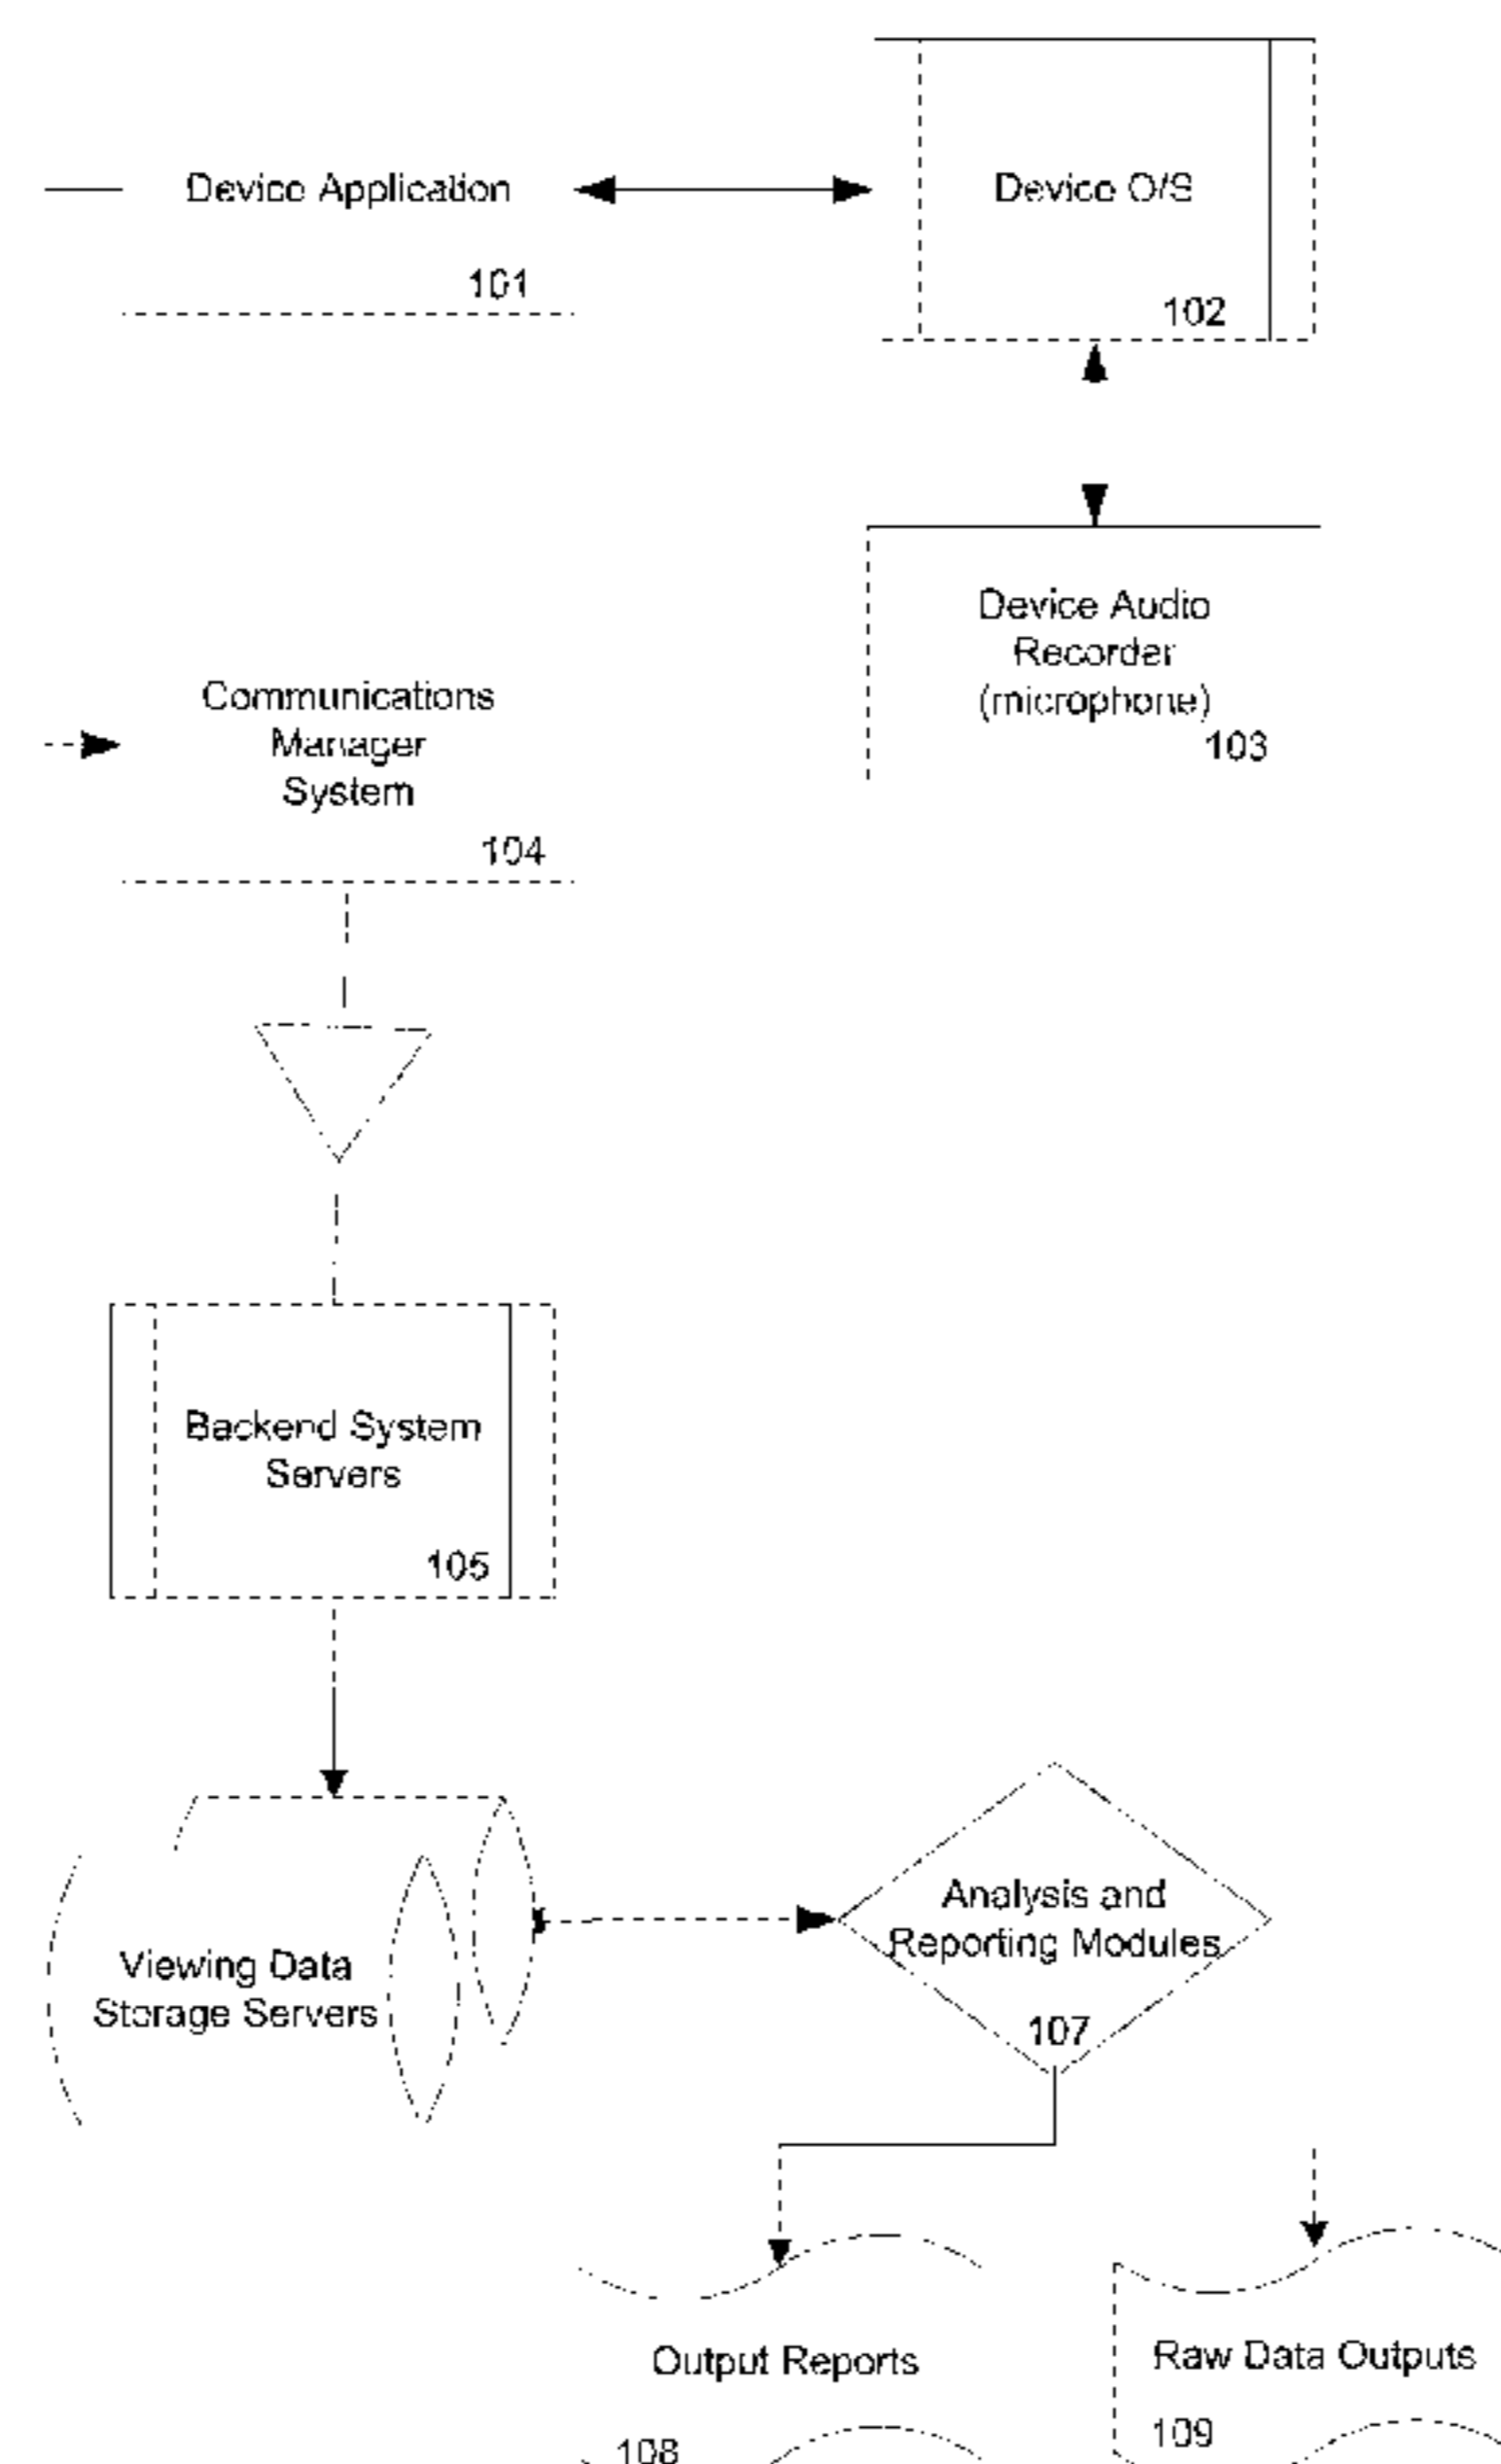 Device Application
101
Device O/S
102
Device Audio
Recorder
(microphone)
103
Communications
Manager
System
104
Backend System
Servers
105
Viewing Data
Storage Servers
Analysis and
Reporting Modules
107
Output Reports
108
Raw Data Outputs
109